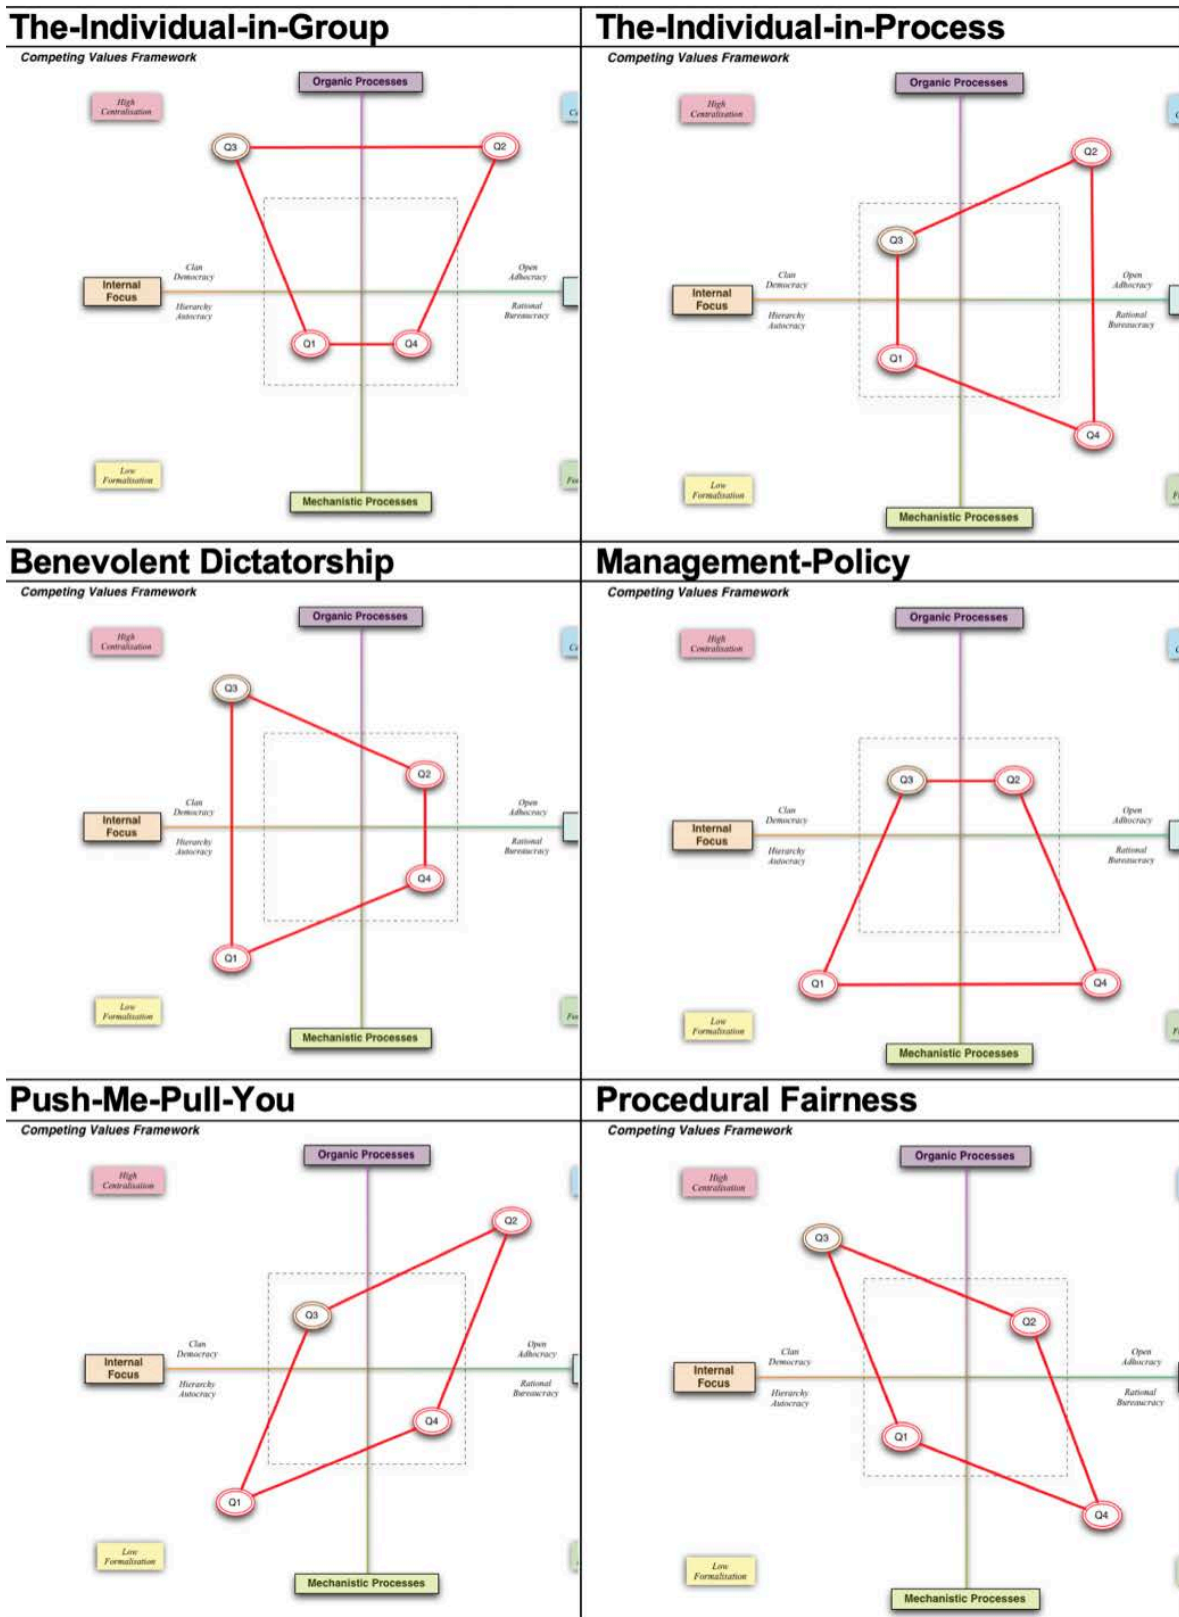 The-Individual-in-Group
Competing Values Framework
Organic Processes
High
Centralisation
Q3
Q2
Clan
Democracy
Open
Adhocracy
Internal
Focus
Hierarchy
Autocracy
Rational
Bureaucracy
Q1
Q4
Low
Formalisation
Mechanistic Processes
The-Individual-in-Process
Competing Values Framework
Organic Processes
High
Centralisation
Q2
Q3
Clan
Democracy
Open
Adhocracy
Internal
Focus
Hierarchy
Autocracy
Rational
Bureaucracy
Q1
Q4
Low
Formalisation
Mechanistic Processes
Benevolent Dictatorship
Competing Values Framework
Organic Processes
High
Centralisation
Q3
Q2
Clan
Democracy
Open
Adhocracy
Internal
Focus
Hierarchy
Autocracy
Rational
Bureaucracy
Q4
Q1
Low
Formalisation
Mechanistic Processes
Management-Policy
Competing Values Framework
Organic Processes
High
Centralisation
Q3
Q2
Clan
Democracy
Open
Adhocracy
Internal
Focus
Hierarchy
Autocracy
Rational
Bureaucracy
Q1
Q4
Low
Formalisation
Mechanistic Processes
Push-Me-Pull-You
Competing Values Framework
Organic Processes
High
Centralisation
Q2
Q3
Clan
Democracy
Open
Adhocracy
Internal
Focus
Hierarchy
Autocracy
Rational
Bureaucracy
Q4
Q1
Low
Formalisation
Mechanistic Processes
Procedural Fairness
Competing Values Framework
Organic Processes
High
Centralisation
Q3
Q2
Clan
Democracy
Open
Adhocracy
Internal
Focus
Hierarchy
Autocracy
Rational
Bureaucracy
Q1
Q4
Low
Formalisation
Mechanistic Processes